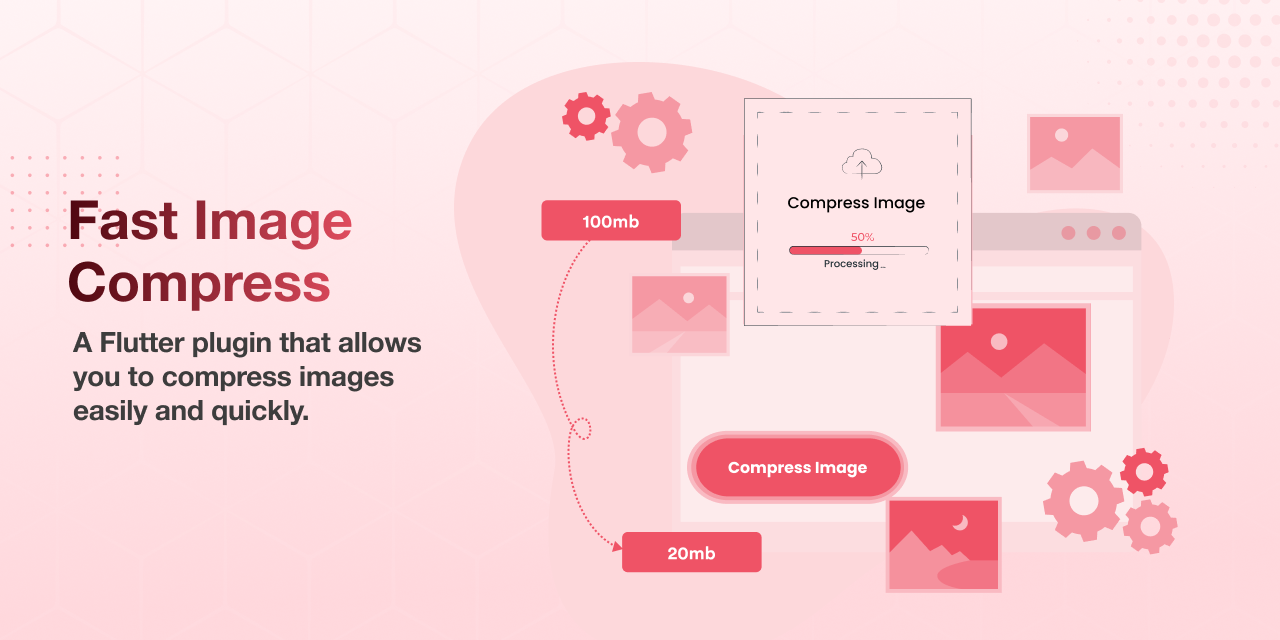 Fast Image
Compress
A Flutter plugin that allows
you to compress images
easily and quickly.
100mb
Compress Image
50%
Processing...
Compress Image
20mb